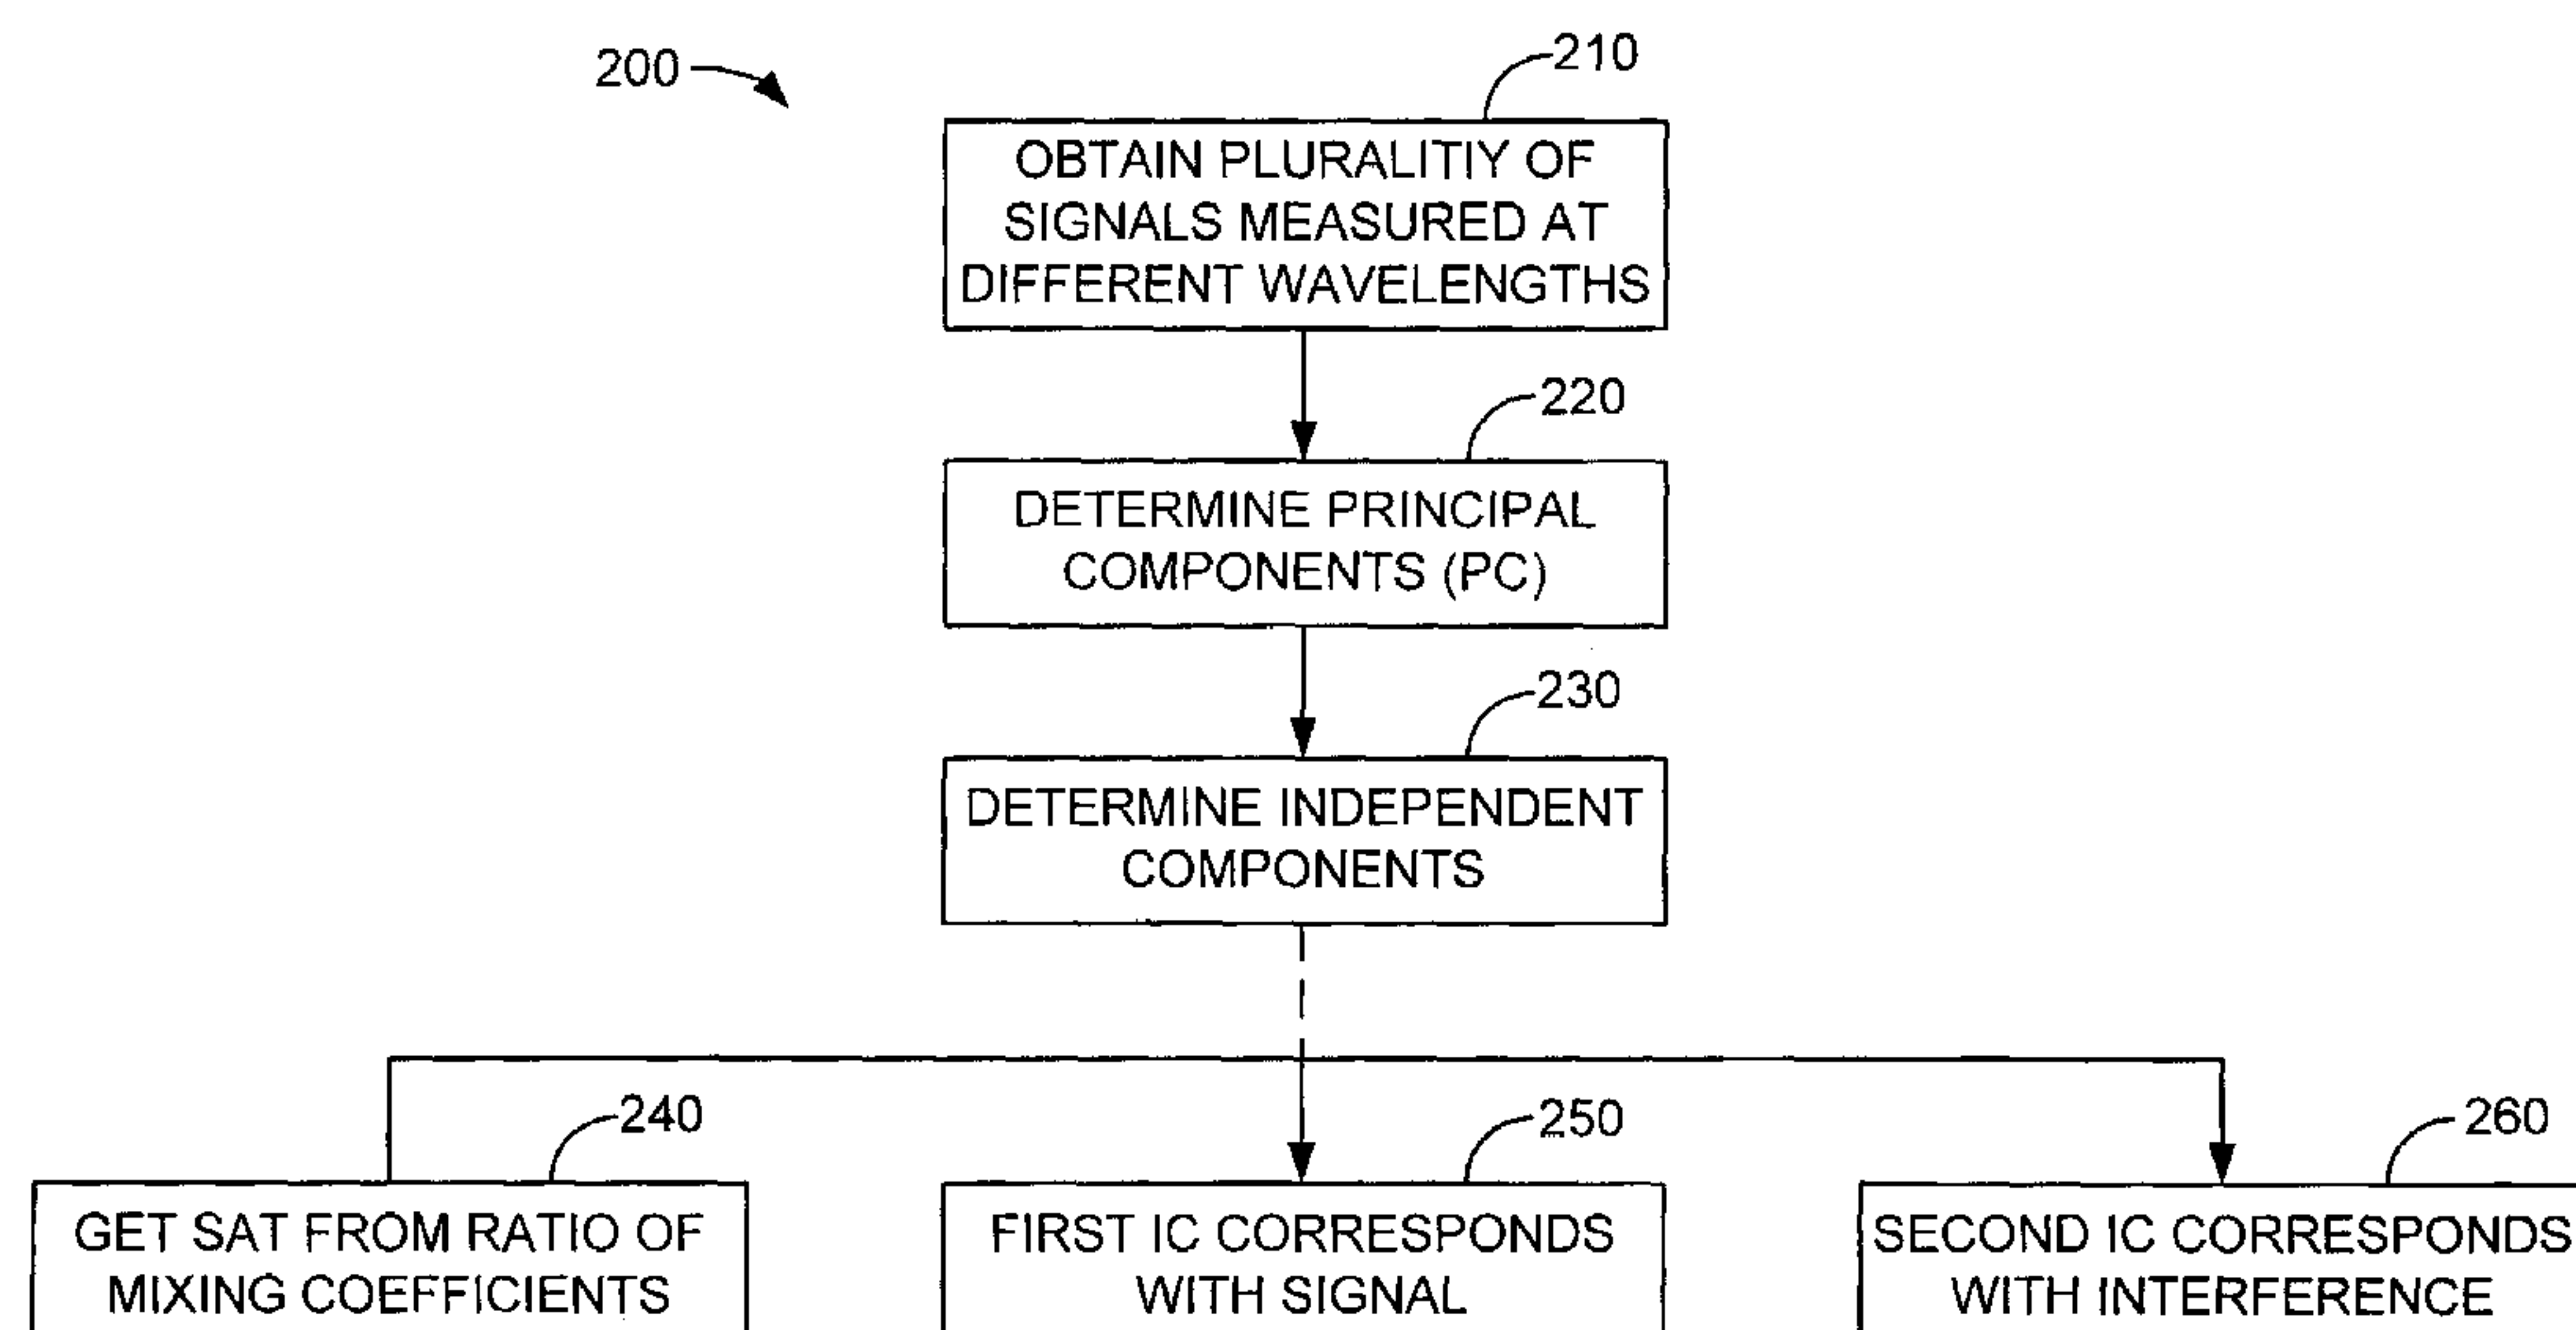 200
210
OBTAIN PLURALITIY OF
SIGNALS MEASURED AT
DIFFERENT WAVELENGTHS
220
DETERMINE PRINCIPAL
COMPONENTS (PC)
230
DETERMINE INDEPENDENT
COMPONENTS
240
GET SAT FROM RATIO OF
MIXING COEFFICIENTS
250
FIRST IC CORRESPONDS
WITH SIGNAL
260
SECOND IC CORRESPONDS
WITH INTERFERENCE